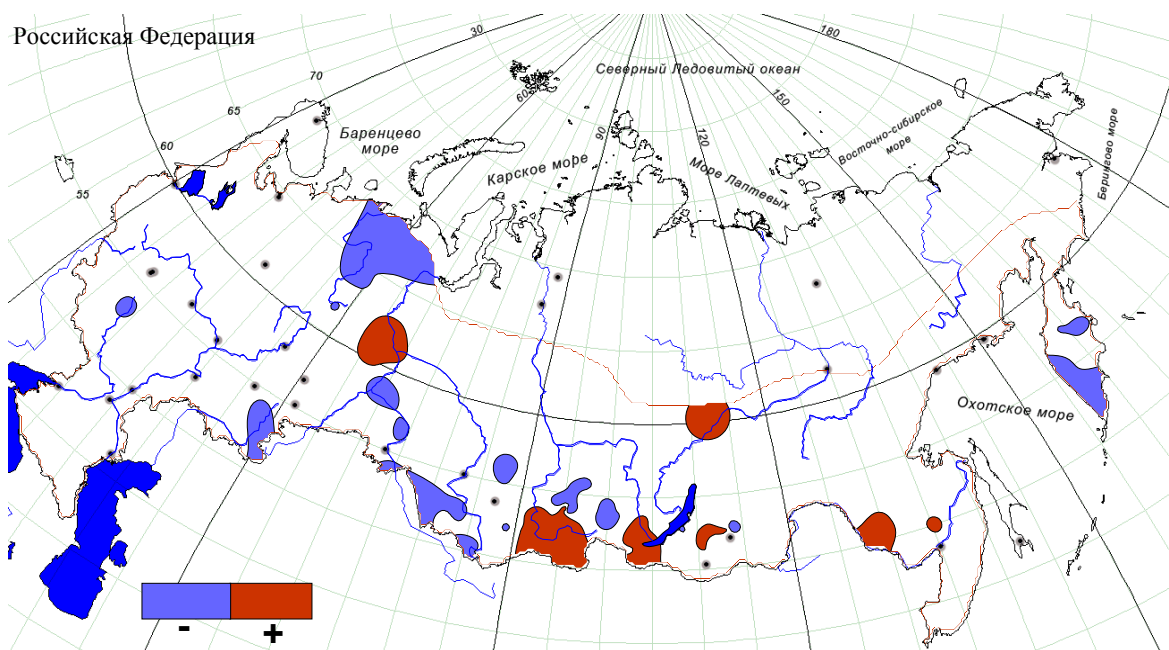 Российская Федерация
30
180
Северный Ледовитый океан
70
60
150
65
Баренцево
море
90
120
Восточно-сибирское
море
Берингово море
60
Карское море
Море Лаптевых
55
Охотское море
-
+